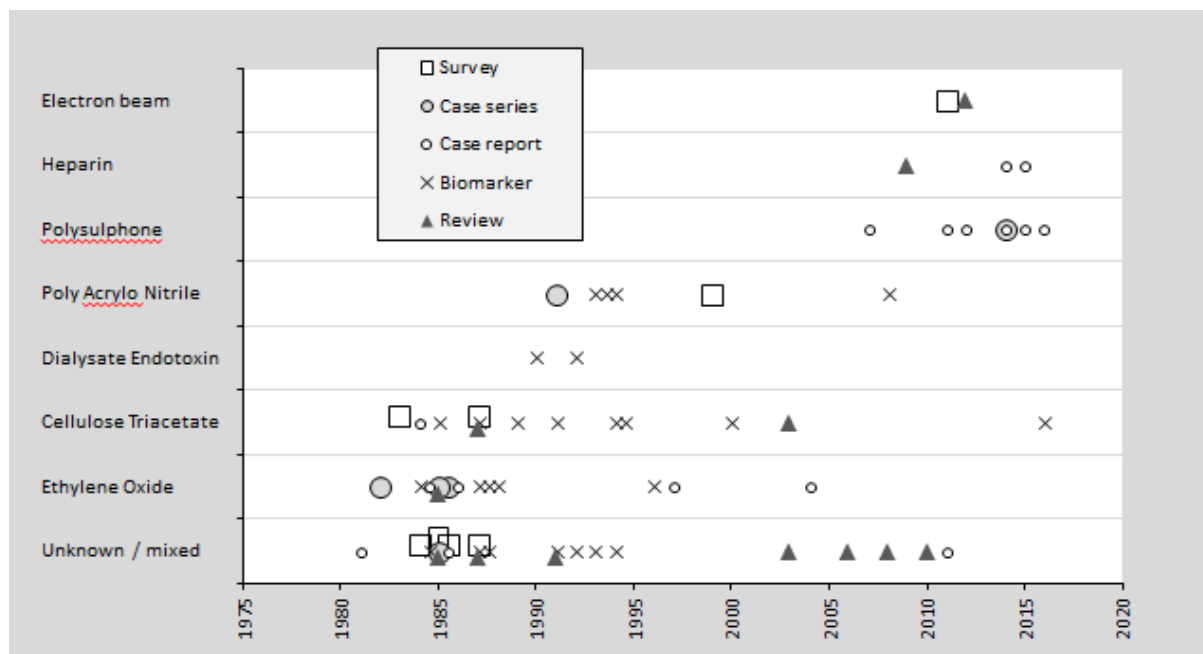 Survey
Case series
Case report
Biomarker
Review
Electron beam
Heparin
Polysulphone
Poly Acrylo Nitrile
Dialysate Endotoxin
Cellulose Triacetate
Ethylene Oxide
Unknown / mixed
1975
1980
1985
1990
1995
2000
2005
2010
2015
2020